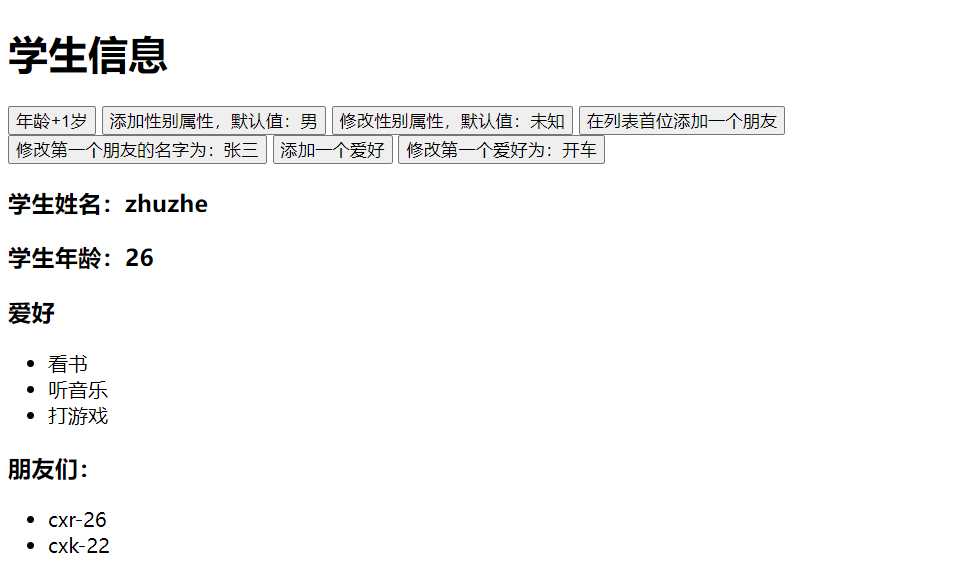 学生信息
年龄+1岁 添加性别属性，默认值：男 修改性别属性，默认值：未知 在列表首位添加一个朋友
修改第一个朋友的名字为：张三 添加一个爱好 修改第一个爱好为：开车
学生姓名：zhuzhe
学生年龄：26
爱好
看书
听音乐
打游戏
朋友们：
cxr-26
cxk-22